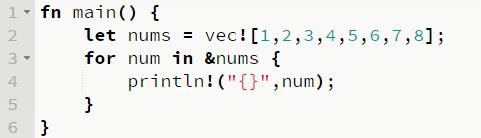 1 fn main() {
2     let nums = vec![1,2,3,4,5,6,7,8];
3     for num in &nums {
4         println!("{}",num);
5     }
6 }